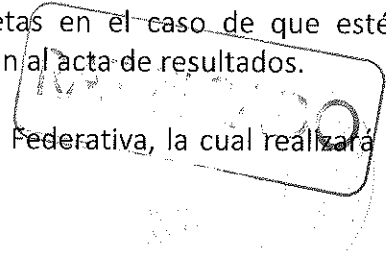 etas en el caso de que esté
n al acta de resultados.
Federativa, la cual realizará